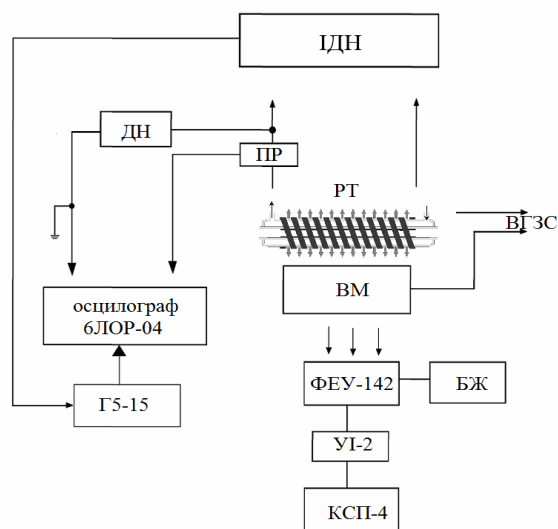 ІДН
ДН
ПР
РТ
ВГЗС
ВМ
осцилограф
6ЛОР-04
ФЕУ-142
БЖ
Г5-15
УІ-2
КСП-4